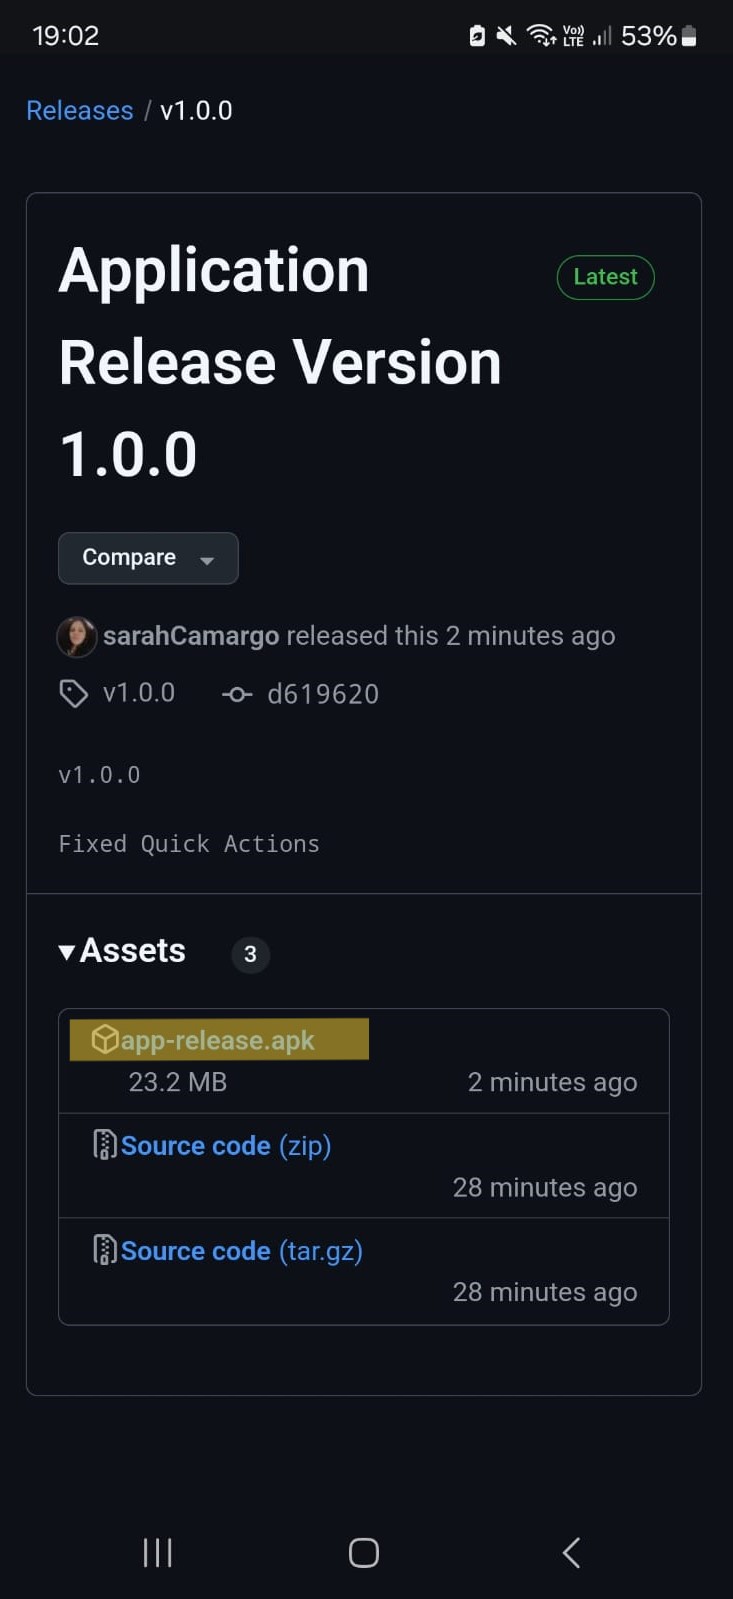 19:02 Vo)) LTE 53%
Releases / v1.0.0
Application
Latest
Release Version
1.0.0
Compare
sarahCamargo released this 2 minutes ago
v1.0.0 d619620
v1.0.0
Fixed Quick Actions
Assets 3
app-release.apk
23.2 MB 2 minutes ago
Source code (zip)
28 minutes ago
Source code (tar.gz)
28 minutes ago